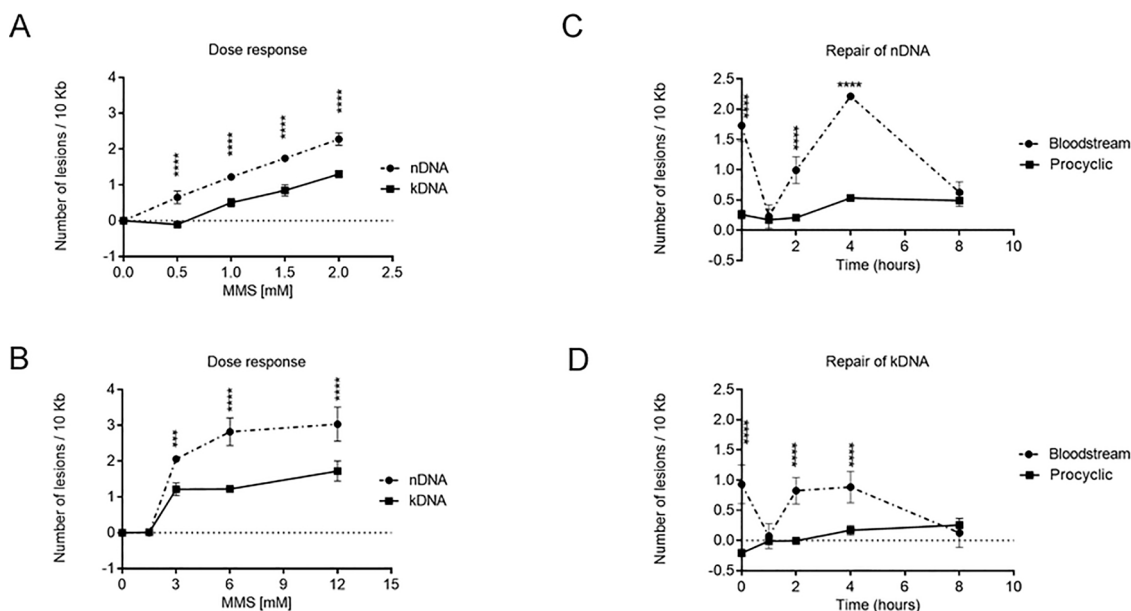 A
Dose response
Number of lesions / 10 Kb
4
3
2
1
0
-1
****
****
****
****
0.0 0.5 1.0 1.5 2.0 2.5
MMS [mM]
nDNA
kDNA
B
Dose response
Number of lesions / 10 Kb
4
3
2
1
0
-1
***
****
****
0 3 6 9 12 15
MMS [mM]
nDNA
kDNA
C
Repair of nDNA
Number of lesions / 10 Kb
2.5
2.0
1.5
1.0
0.5
0.0
-0.5
****
****
****
0 2 4 6 8 10
Time (hours)
Bloodstream
Procyclic
D
Repair of kDNA
Number of lesions / 10 Kb
2.5
2.0
1.5
1.0
0.5
0.0
-0.5
****
****
****
0 2 4 6 8 10
Time (hours)
Bloodstream
Procyclic